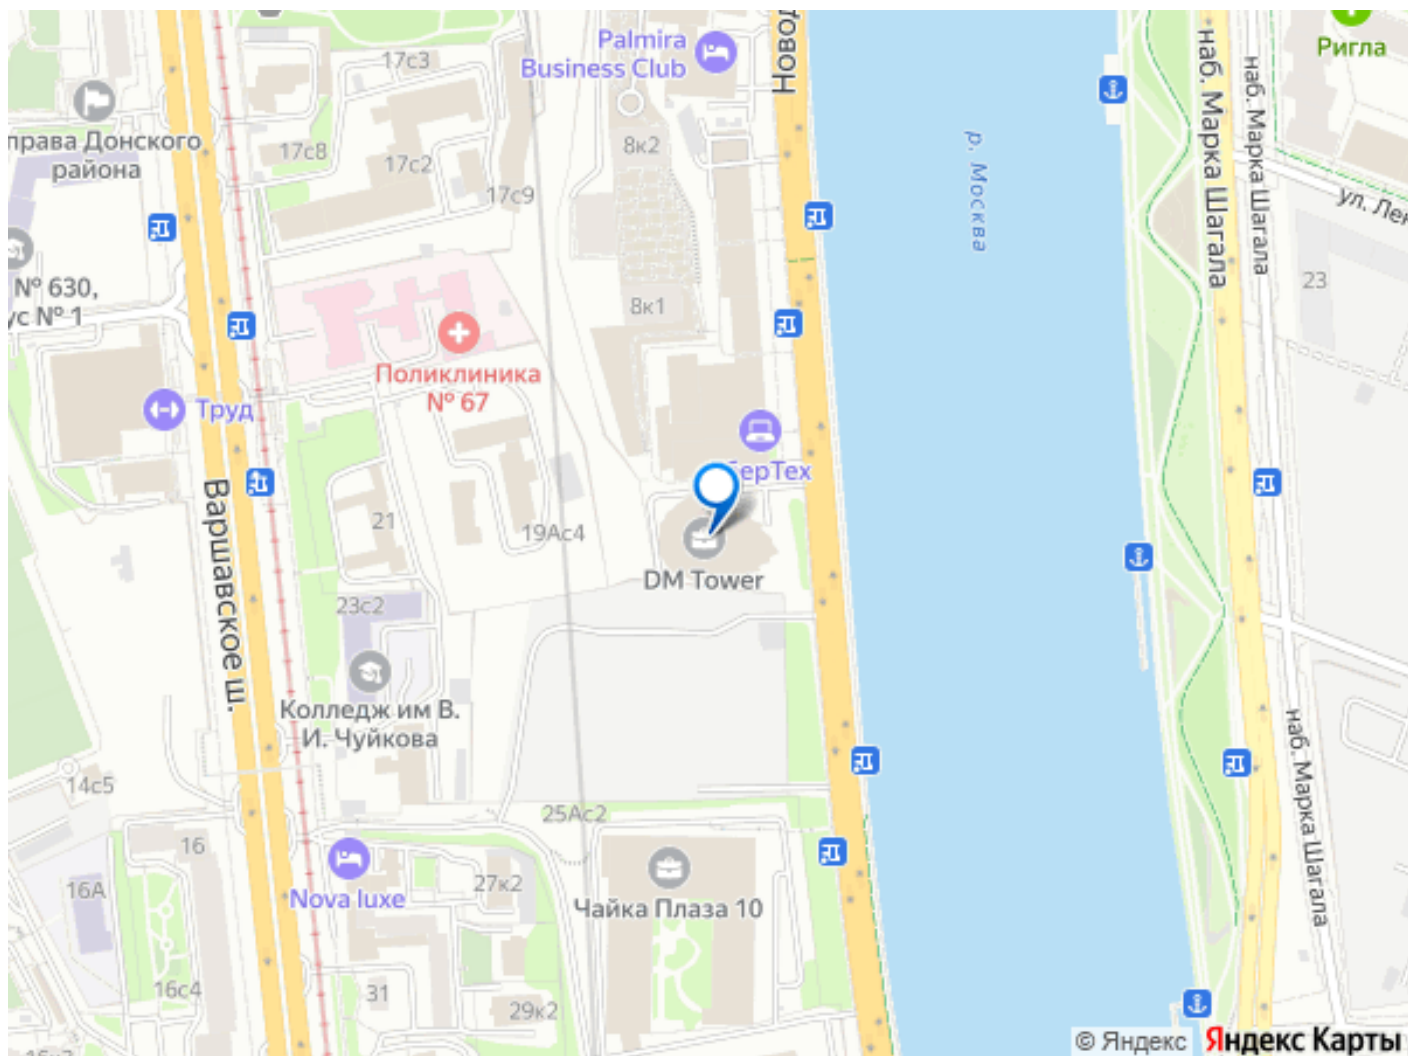 Palmira
Business Club
Новод
наб. Марка Шагала
наб. Марка Шагала
Ригла
17с3
права Донского
района
17с8
17с2
17с9
8к2
р. Москва
ул. Лен
№ 630,
ус № 1
8к1
23
Поликлиника
№ 67
Труд
ерТех
Варшавское ш.
21
19Ас4
DM Tower
23с2
Колледж им В.
И. Чуйкова
наб. Марка Шагала
14с5
25Ас2
16
16А
27к2
Nova luxe
Чайка Плаза 10
16с4
31
29к2
© Яндекс
Яндекс Карты